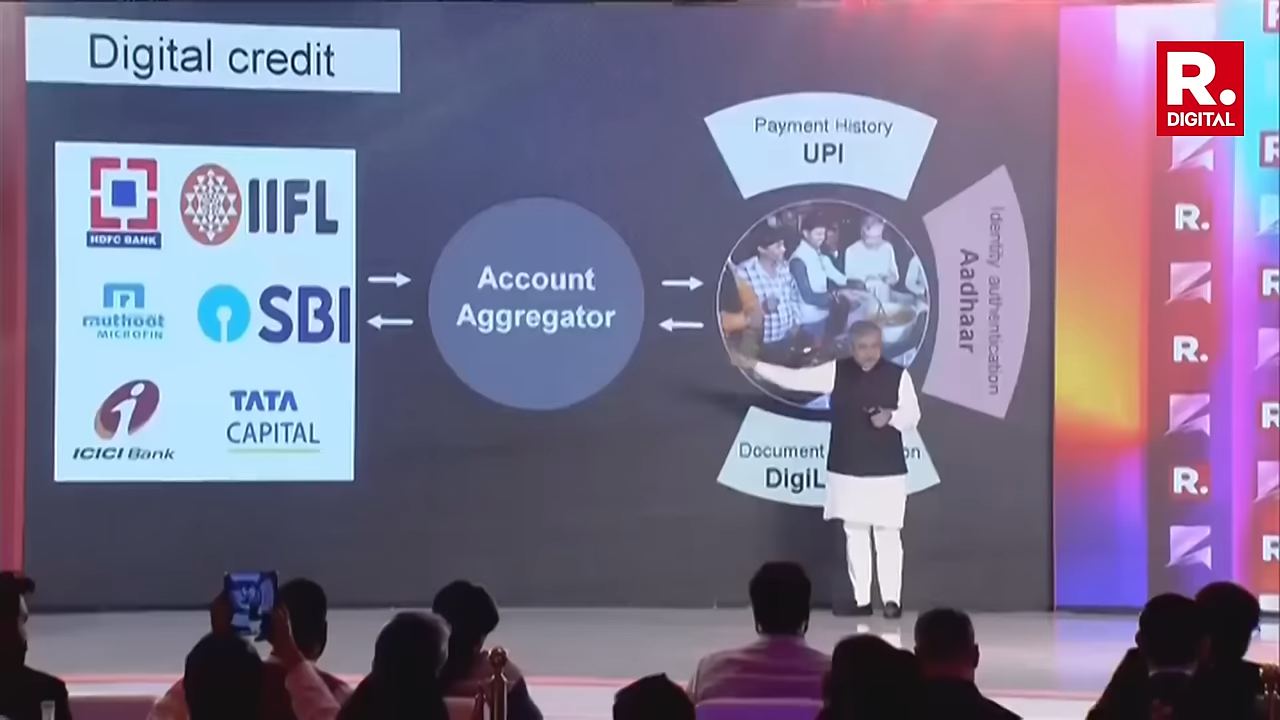 Digital credit
HDFC BANK
IIFL
muthoot
MICROFIN
SBI
ICICI Bank
TATA
CAPITAL
Account
Aggregator
Payment History
UPI
Identity authentication
Aadhaar
Document
DigiL
R.
DIGITAL
R.
R.
R.